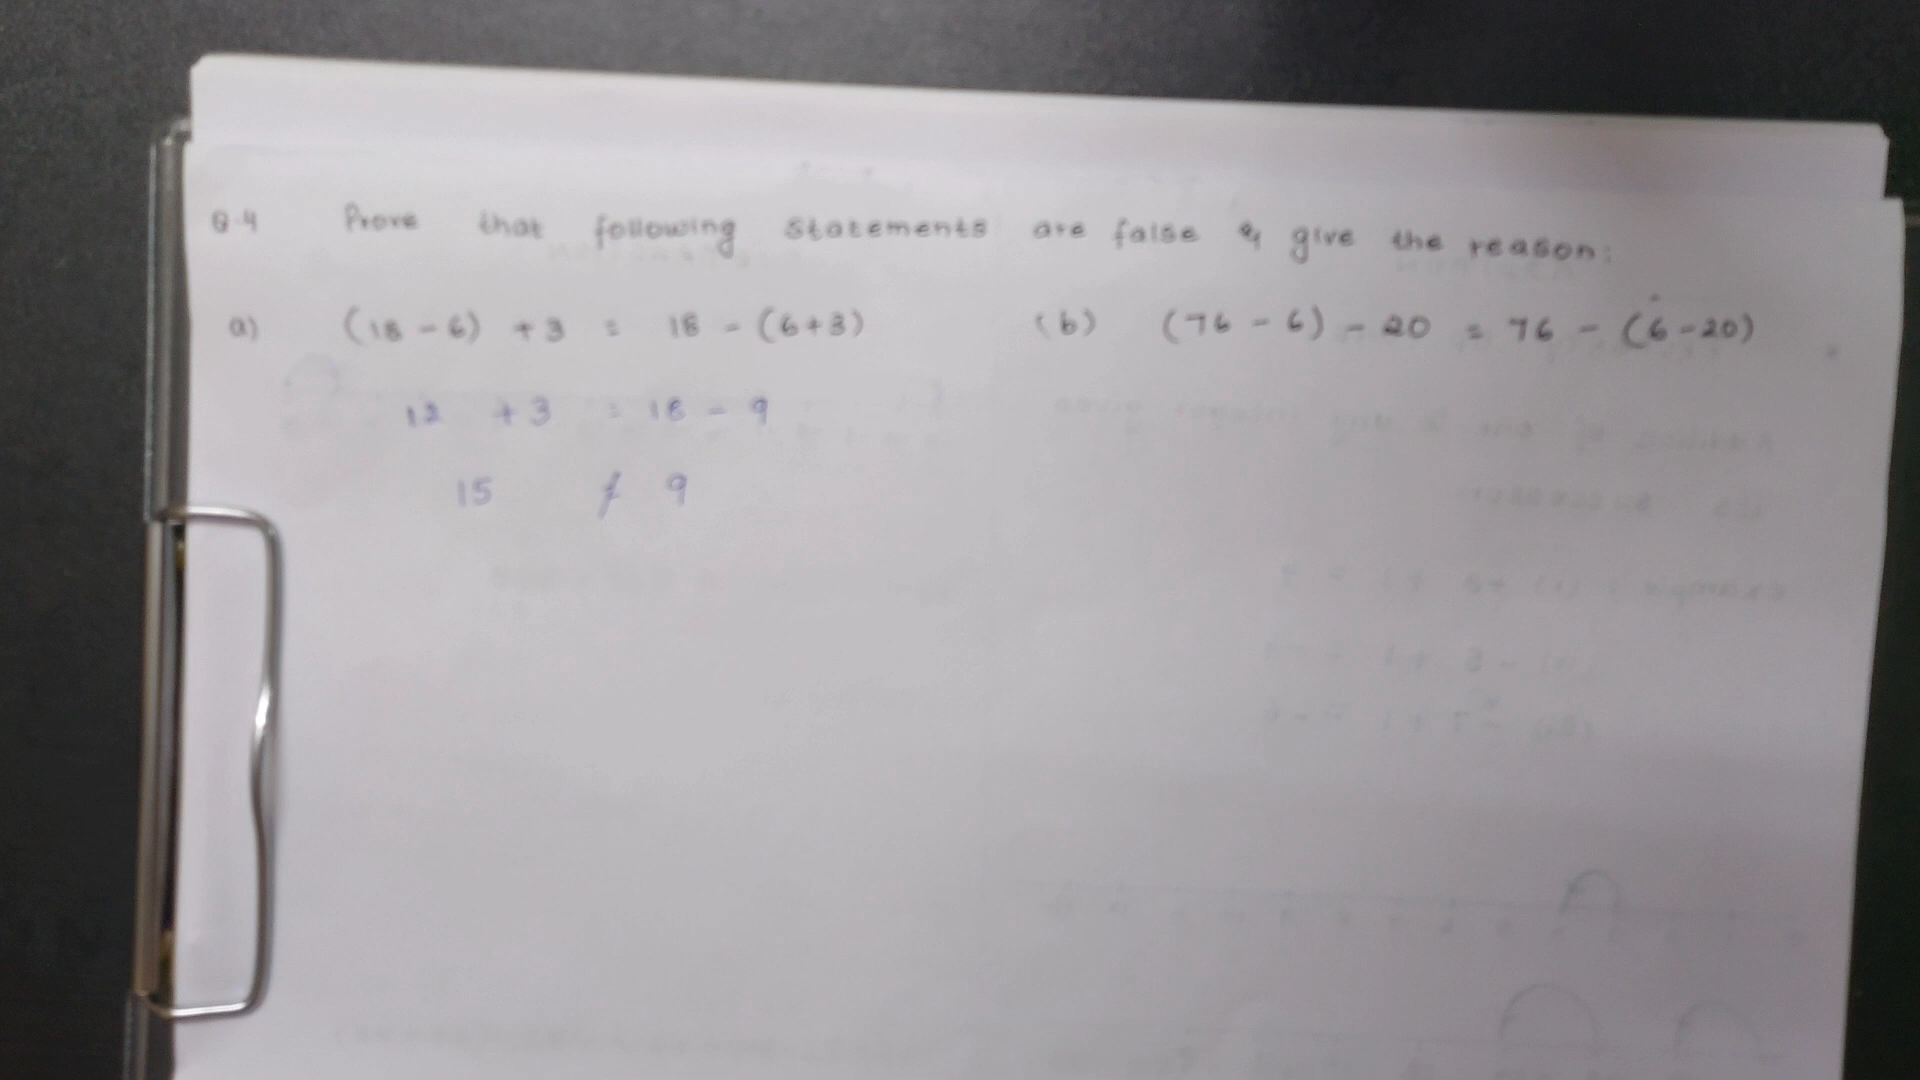 Q.4 Prove that following statements are false & give the reason:
a) (18 - 6) + 3 = 18 - (6+3) (b) (76 - 6) - 20 = 76 - (6-20)
12 + 3 = 18 - 9
15 ≠ 9